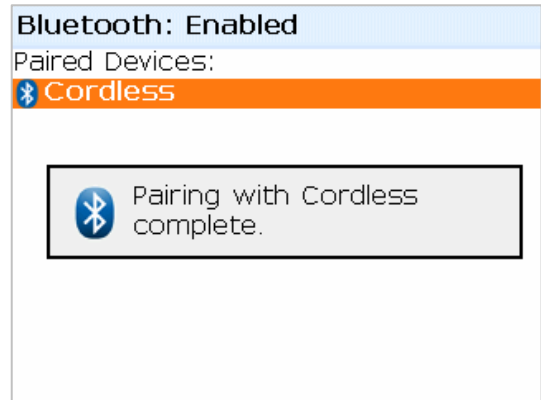 Bluetooth: Enabled
Paired Devices:
Cordless
Pairing with Cordless
complete.